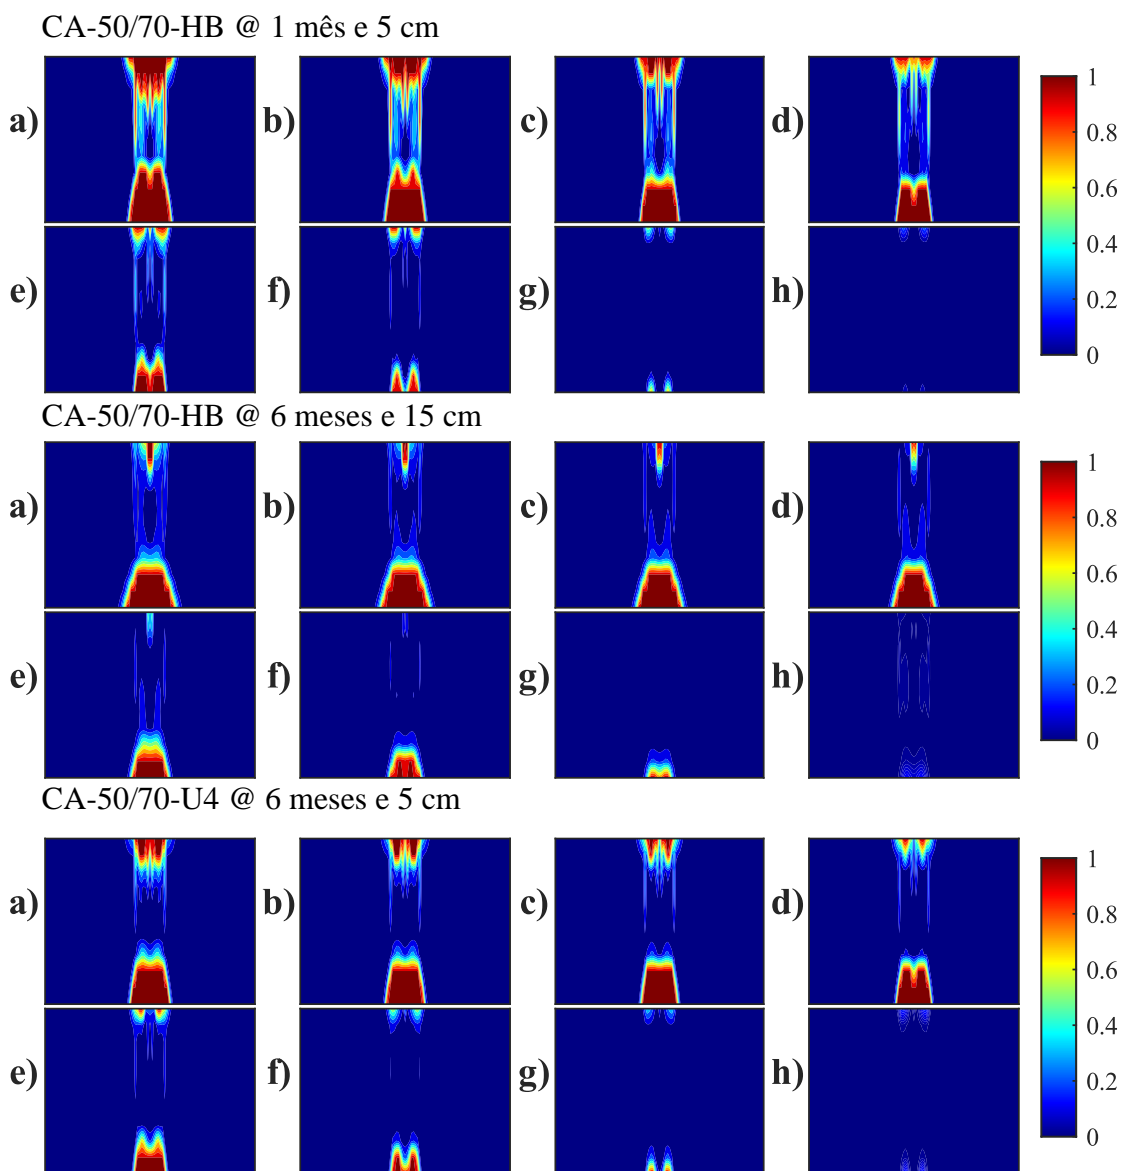 CA-50/70-HB @ 1 mês e 5 cm
a) b) c) d)
1
0.8
0.6
0.4
0.2
0
e) f) g) h)
CA-50/70-HB @ 6 meses e 15 cm
a) b) c) d)
1
0.8
0.6
0.4
0.2
0
e) f) g) h)
CA-50/70-U4 @ 6 meses e 5 cm
a) b) c) d)
1
0.8
0.6
0.4
0.2
0
e) f) g) h)